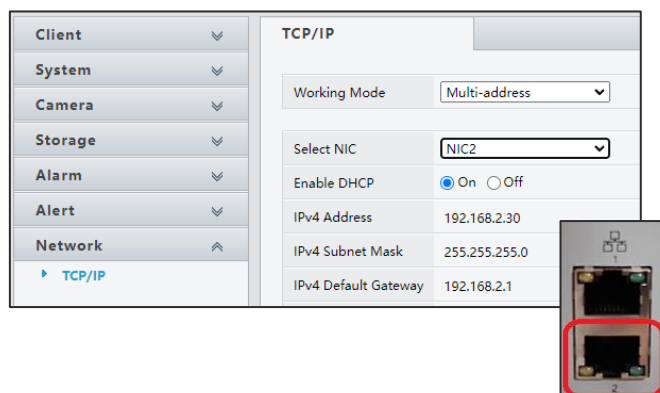 Client
System
Camera
Storage
Alarm
Alert
Network
TCP/IP
TCP/IP
Working Mode Multi-address
Select NIC NIC2
Enable DHCP On Off
IPv4 Address 192.168.2.30
IPv4 Subnet Mask 255.255.255.0
IPv4 Default Gateway 192.168.2.1
1
2